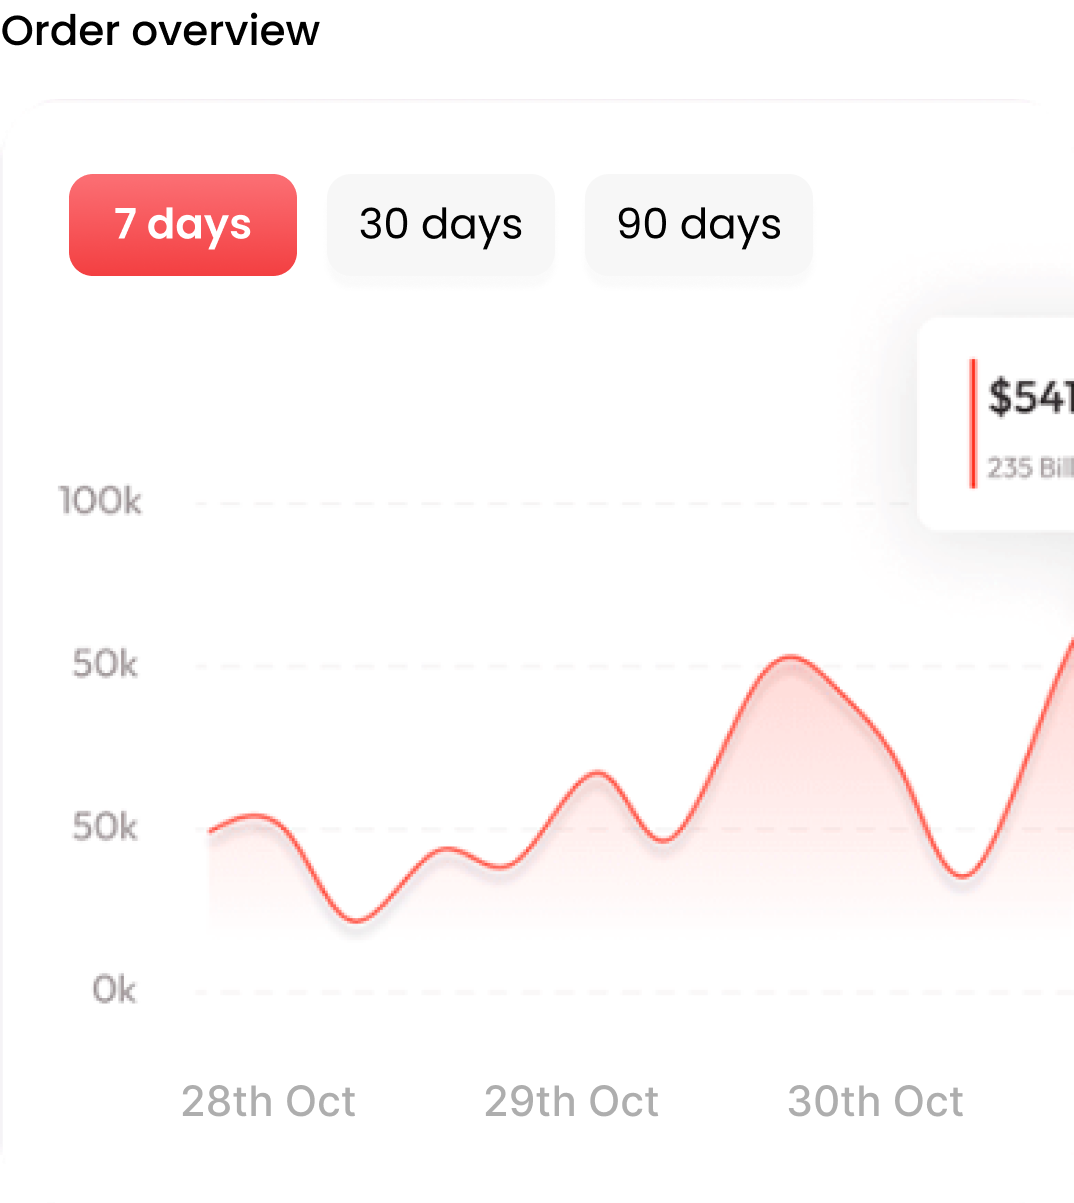 Order overview
7 days
30 days
90 days
$541
235 Bill
100k
50k
50k
0k
28th Oct
29th Oct
30th Oct